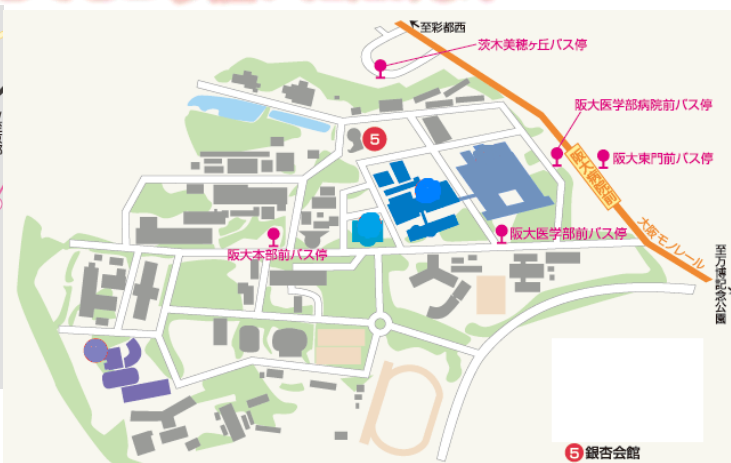 至彩都西
茨木美穂ヶ丘バス停
阪大医学部病院前バス停
5
阪大東門前バス停
阪大病院前
阪大本部前バス停
阪大医学部前バス停
大阪モノレール
至万博記念公園
5 銀杏会館